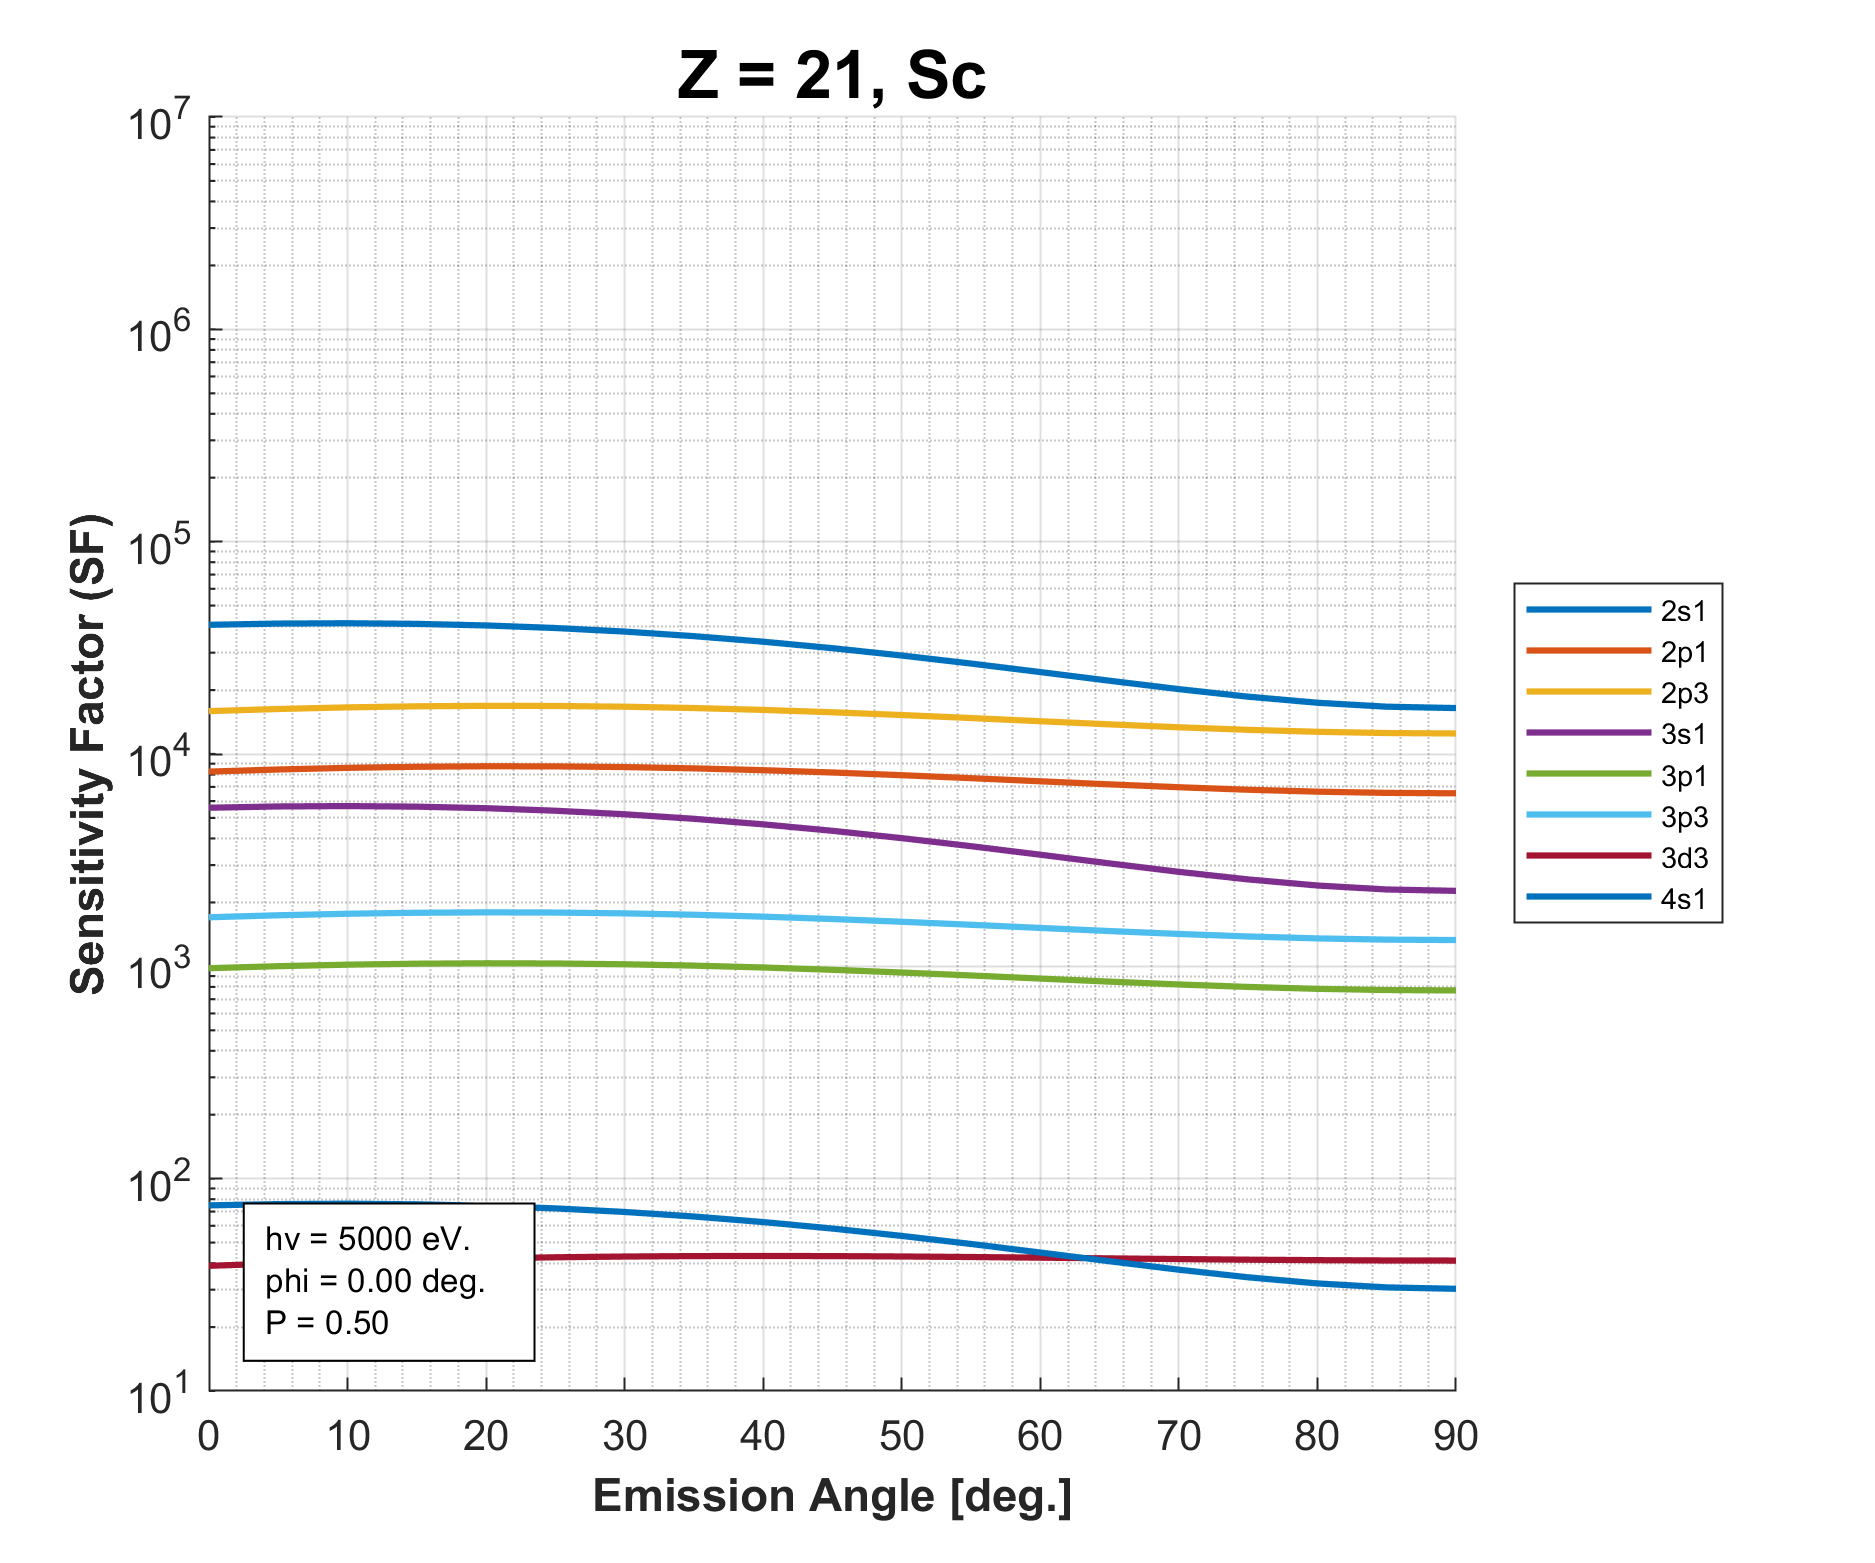 Z = 21, Sc
Sensitivity Factor (SF)
10^7
10^6
10^5
10^4
10^3
10^2
10^1
2s1
2p1
2p3
3s1
3p1
3p3
3d3
4s1
hv = 5000 eV.
phi = 0.00 deg.
P = 0.50
0 10 20 30 40 50 60 70 80 90
Emission Angle [deg.]